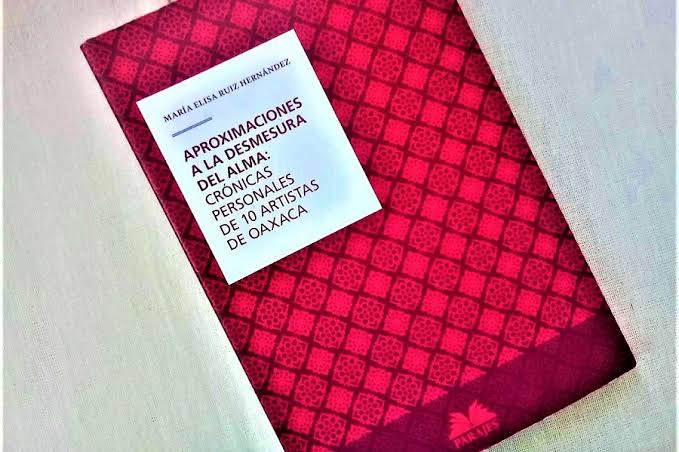 MARÍA ELISA RUIZ HERNÁNDEZ
APROXIMACIONES
A LA DESMESURA
DEL ALMA:
CRÓNICAS
PERSONALES
DE 10 ARTISTAS
DE OAXACA
PARAJES